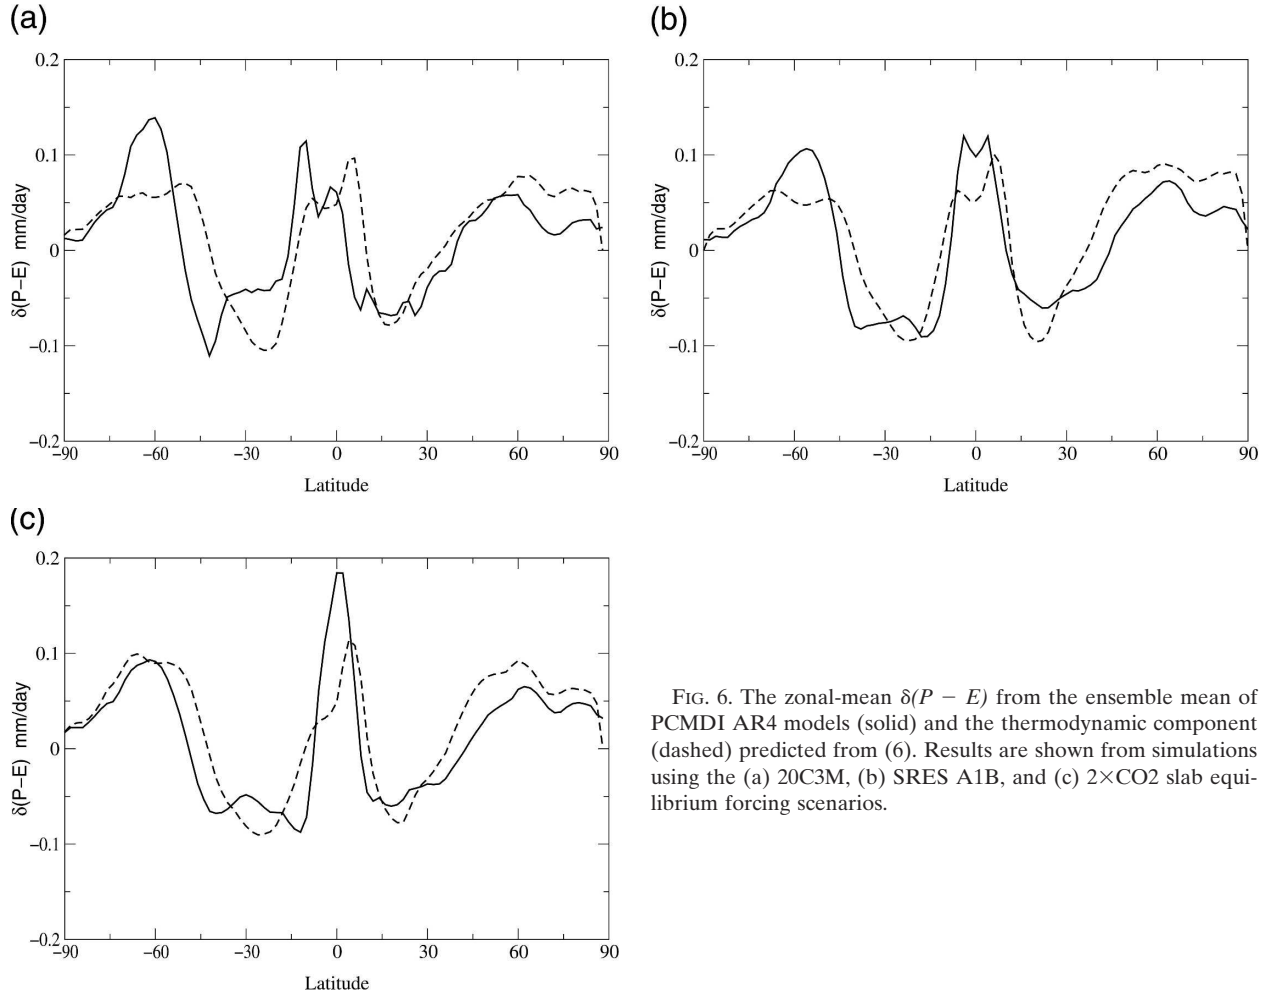 (a)
0.2
0.1
0
−0.1
−0.2
δ(P−E) mm/day
−90 −60 −30 0 30 60 90
Latitude
(b)
0.2
0.1
0
−0.1
−0.2
δ(P−E) mm/day
−90 −60 −30 0 30 60 90
Latitude
(c)
0.2
0.1
0
−0.1
−0.2
δ(P−E) mm/day
−90 −60 −30 0 30 60 90
Latitude
FIG. 6. The zonal-mean δ(P − E) from the ensemble mean of
PCMDI AR4 models (solid) and the thermodynamic component
(dashed) predicted from (6). Results are shown from simulations
using the (a) 20C3M, (b) SRES A1B, and (c) 2×CO2 slab equi-
librium forcing scenarios.